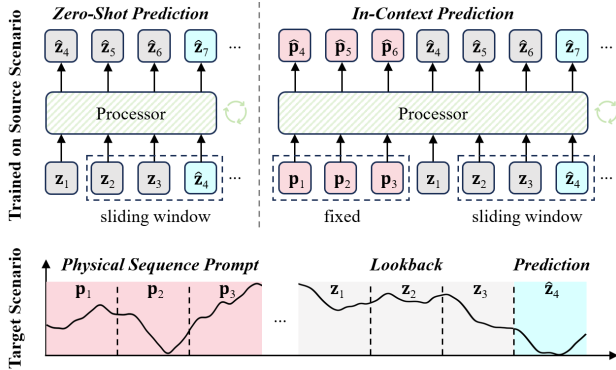 Zero-Shot Prediction
In-Context Prediction
Trained on Source Scenario
ẑ4 ẑ5 ẑ6 ẑ7 ...
p̂4 p̂5 p̂6 ẑ4 ẑ5 ẑ6 ẑ7 ...
Processor
Processor
z1 z2 z3 ẑ4 ...
p1 p2 p3 z1 z2 z3 ẑ4 ...
sliding window
fixed
sliding window
Target Scenario
Physical Sequence Prompt
Lookback
Prediction
p1 p2 p3 ... z1 z2 z3 ẑ4